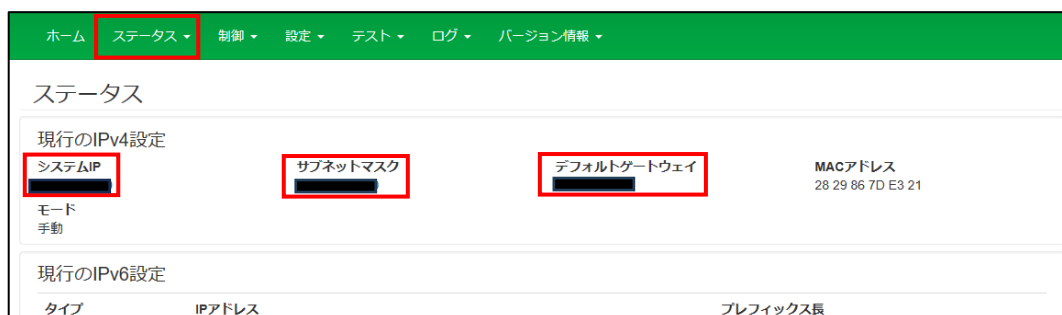 ホーム ステータス 制御 設定 テスト ログ バージョン情報
ステータス
現行のIPv4設定
システムIP サブネットマスク デフォルトゲートウェイ MACアドレス
28 29 86 7D E3 21
モード
手動
現行のIPv6設定
タイプ IPアドレス プレフィックス長